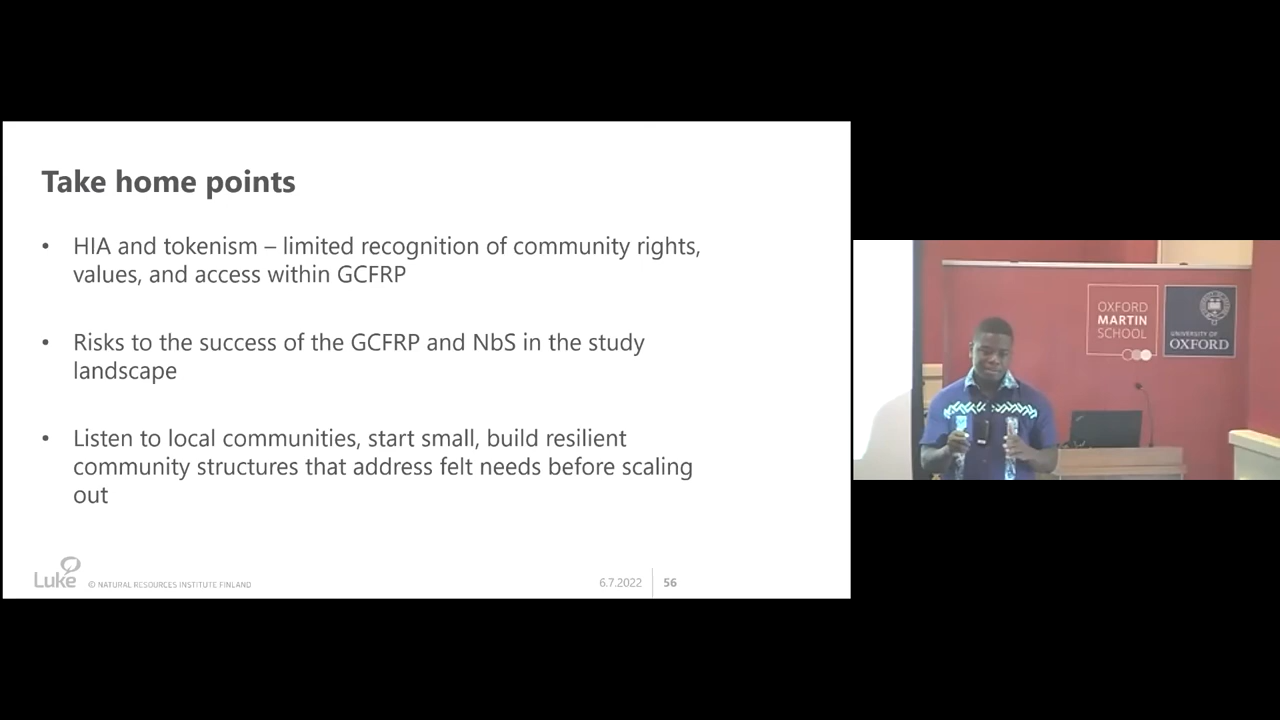 Take home points
• HIA and tokenism – limited recognition of community rights,
values, and access within GCFRP
• Risks to the success of the GCFRP and NbS in the study
landscape
• Listen to local communities, start small, build resilient
community structures that address felt needs before scaling
out
Luke © NATURAL RESOURCES INSTITUTE FINLAND
6.7.2022 56
OXFORD
MARTIN
SCHOOL
UNIVERSITY OF
OXFORD